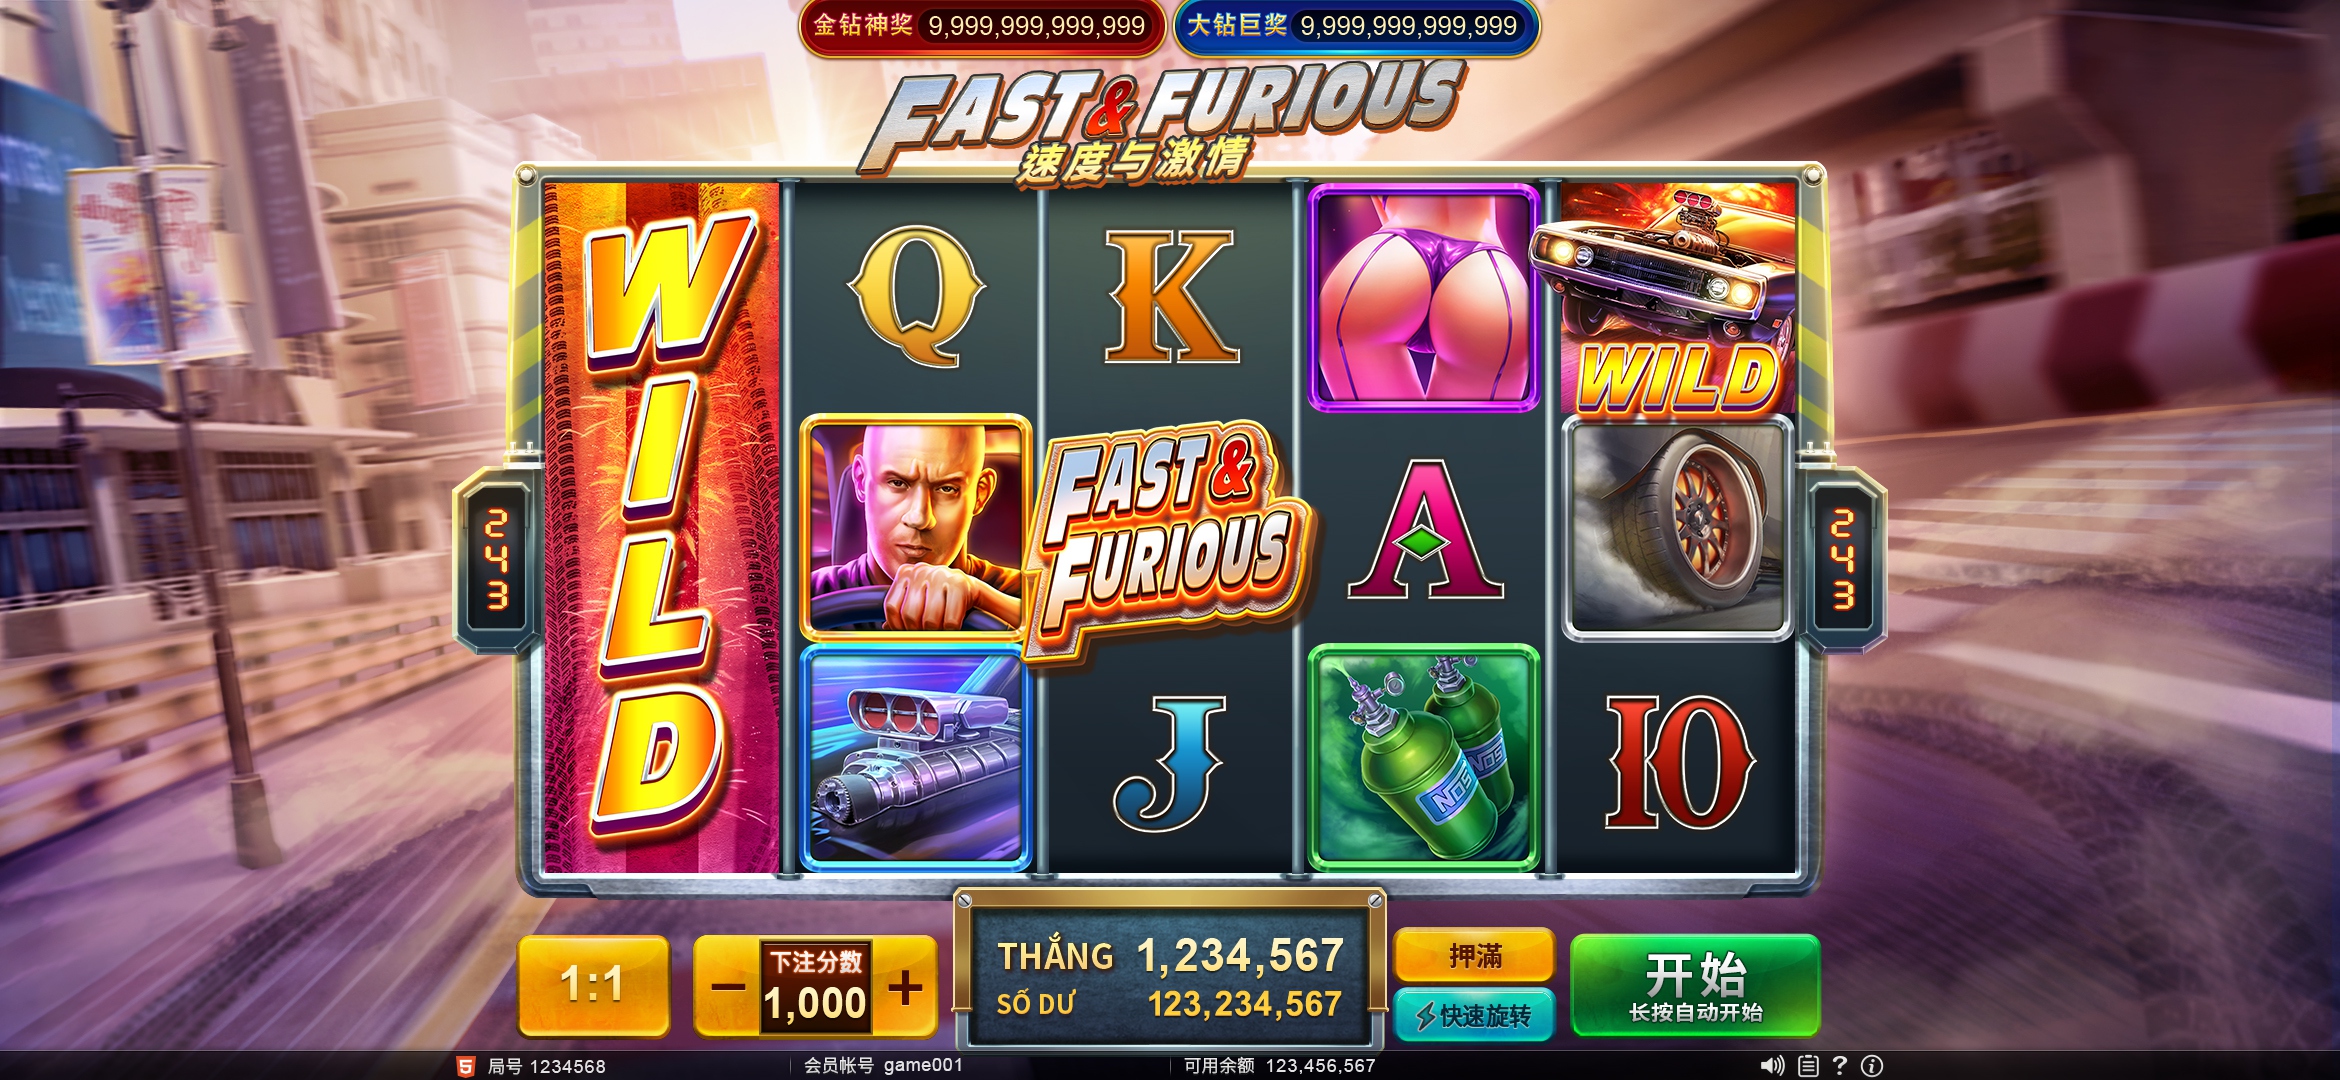 金钻神奖 9,999,999,999,999
大钻巨奖 9,999,999,999,999
FAST & FURIOUS
速度与激情
WILD
Q
K
WILD
FAST &
FURIOUS
A
243
243
J
NOS
NOS
10
1:1
−
下注分数
1,000
+
THẮNG 1,234,567
SỐ DƯ 123,234,567
押滿
快速旋转
开始
长按自动开始
5 局号 1234568
会员帐号 game001
可用余额 123,456,567
?
i